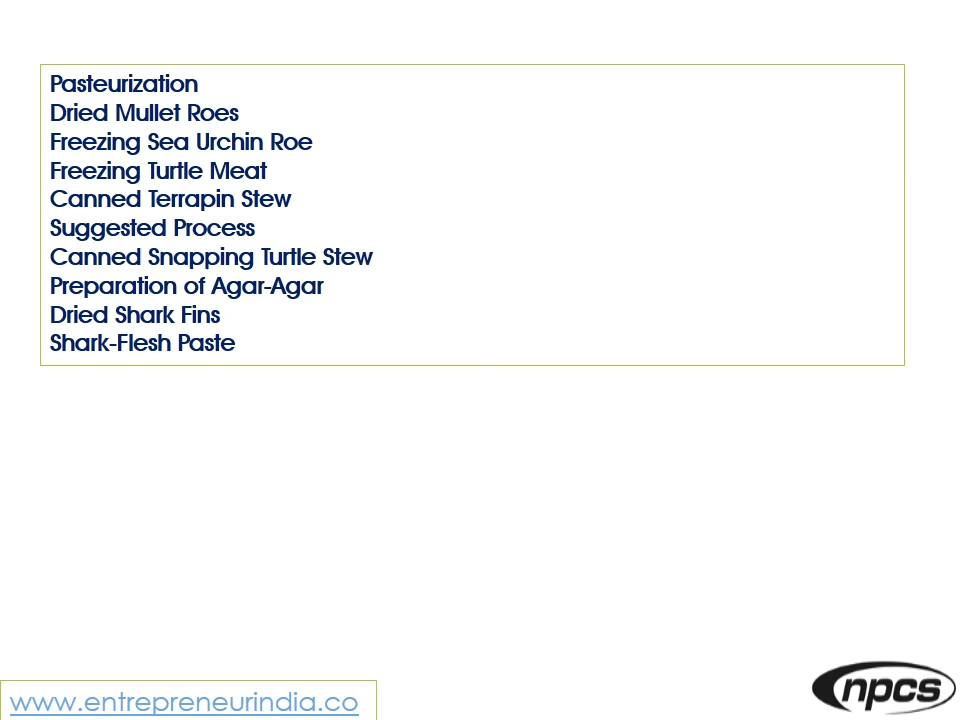 Pasteurization
Dried Mullet Roes
Freezing Sea Urchin Roe
Freezing Turtle Meat
Canned Terrapin Stew
Suggested Process
Canned Snapping Turtle Stew
Preparation of Agar-Agar
Dried Shark Fins
Shark-Flesh Paste
www.entrepreneurindia.co
npcs